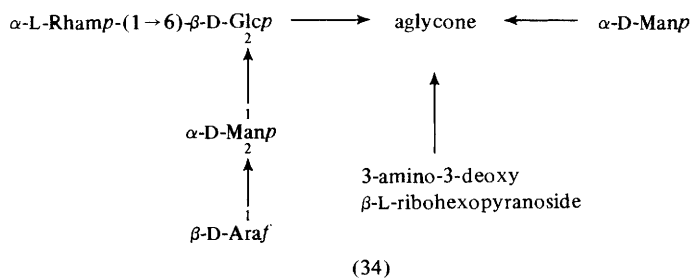 α-L-Rhamp-(1→6)-β-D-Glcp → aglycone ← α-D-Manp
2
1
α-D-Manp
2
3-amino-3-deoxy
β-L-ribohexopyranoside
1
β-D-Araf
(34)